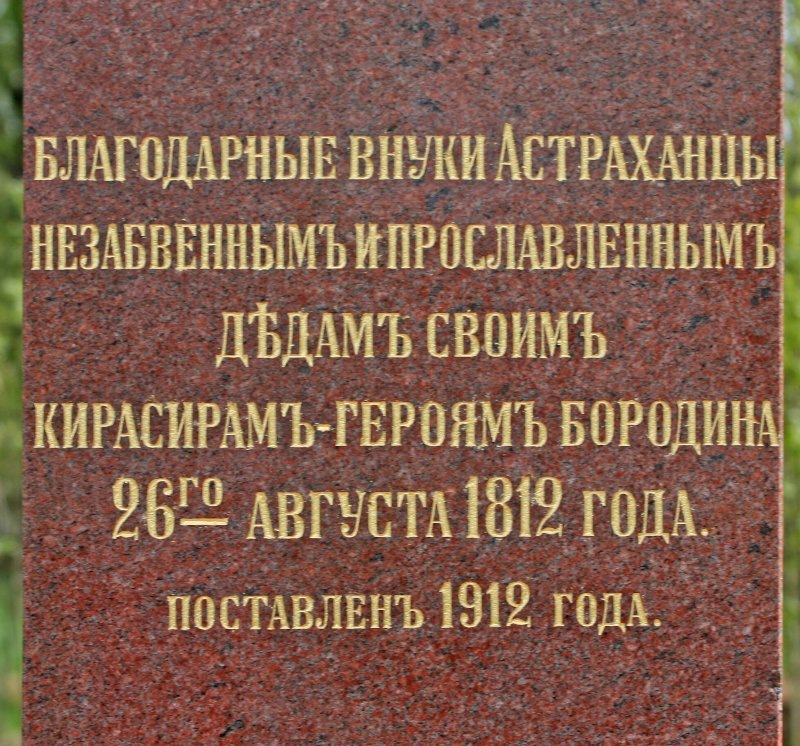 БЛАГОДАРНЫЕ ВНУКИ АСТРАХАНЦЫ
НЕЗАБВЕННЫМЪ И ПРОСЛАВЛЕННЫМЪ
ДѢДАМЪ СВОИМЪ
КИРАСИРАМЪ-ГЕРОЯМЪ БОРОДИНА
26ГО АВГУСТА 1812 ГОДА.
ПОСТАВЛЕНЪ 1912 ГОДА.